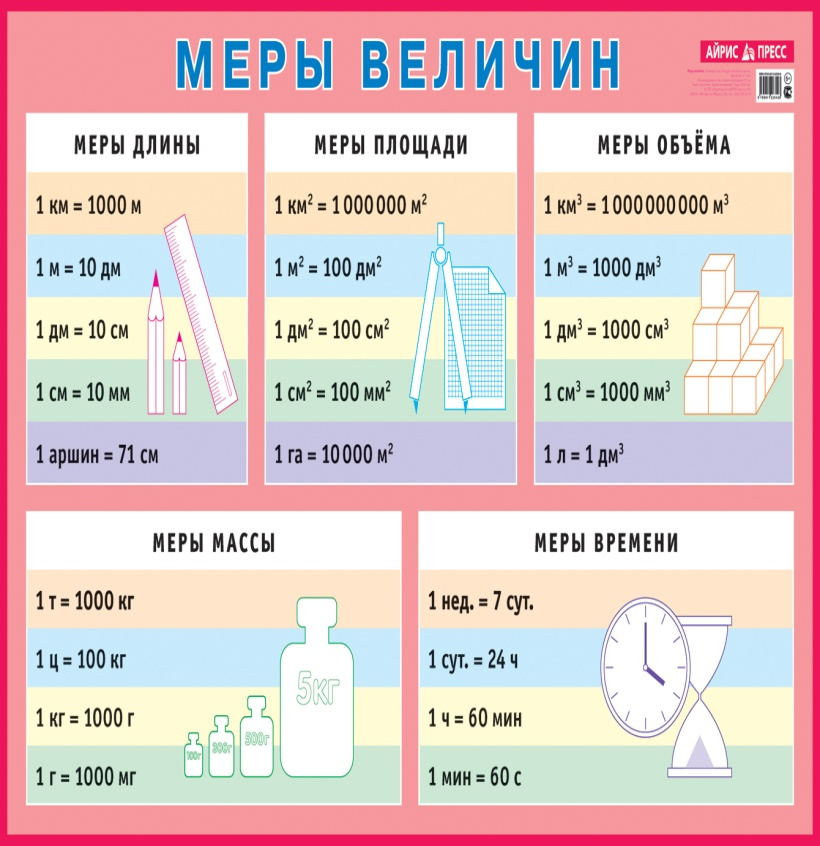 МЕРЫ ВЕЛИЧИН
АЙРИС ПРЕСС
МЕРЫ ДЛИНЫ
1 км = 1000 м
1 м = 10 дм
1 дм = 10 см
1 см = 10 мм
1 аршин = 71 см
МЕРЫ ПЛОЩАДИ
1 км² = 1 000 000 м²
1 м² = 100 дм²
1 дм² = 100 см²
1 см² = 100 мм²
1 га = 10 000 м²
МЕРЫ ОБЪЁМА
1 км³ = 1 000 000 000 м³
1 м³ = 1000 дм³
1 дм³ = 1000 см³
1 см³ = 1000 мм³
1 л = 1 дм³
МЕРЫ МАССЫ
1 т = 1000 кг
1 ц = 100 кг
1 кг = 1000 г
1 г = 1000 мг
100г
300г
500г
5кг
МЕРЫ ВРЕМЕНИ
1 нед. = 7 сут.
1 сут. = 24 ч
1 ч = 60 мин
1 мин = 60 с